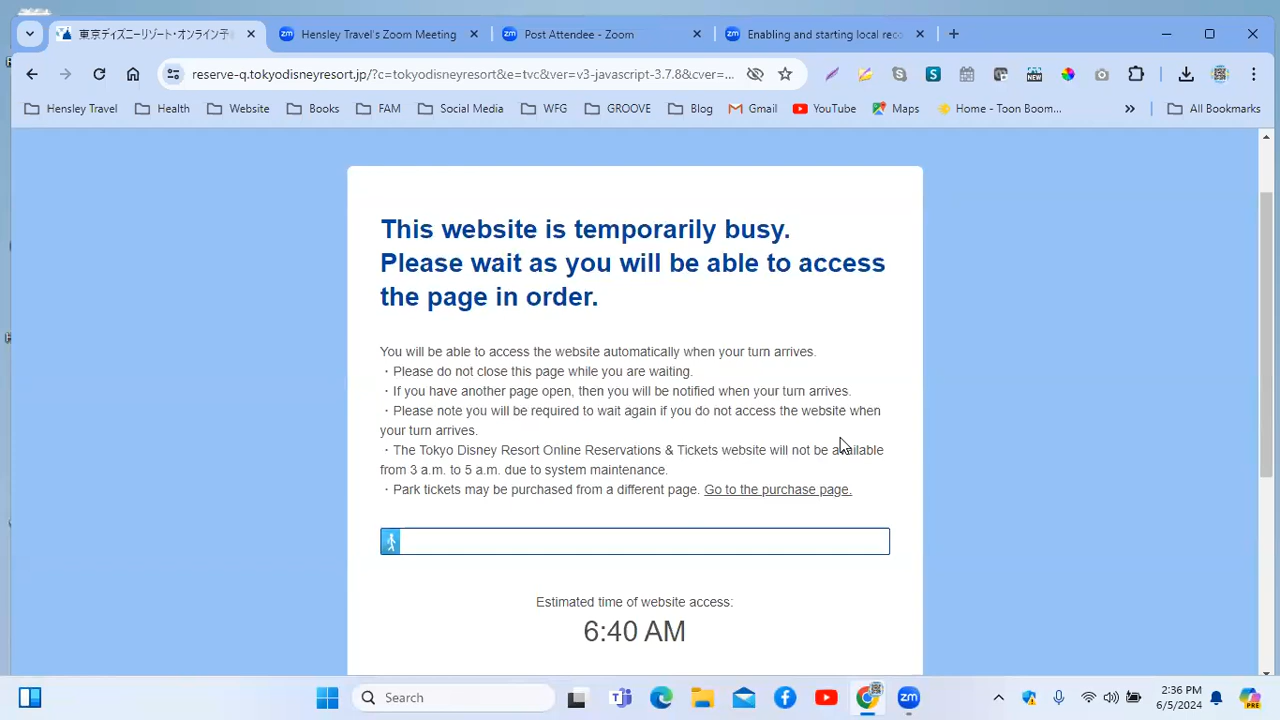 東京ディズニーリゾート・オンライン予
Hensley Travel's Zoom Meeting
Post Attendee - Zoom
Enabling and starting local reco
reserve-q.tokyodisneyresort.jp/?c=tokyodisneyresort&e=tvc&ver=v3-javascript-3.7.8&cver=...
Hensley Travel
Health
Website
Books
FAM
Social Media
WFG
GROOVE
Blog
Gmail
YouTube
Maps
Home - Toon Boom...
»
All Bookmarks
This website is temporarily busy.
Please wait as you will be able to access
the page in order.
You will be able to access the website automatically when your turn arrives.
・Please do not close this page while you are waiting.
・If you have another page open, then you will be notified when your turn arrives.
・Please note you will be required to wait again if you do not access the website when
your turn arrives.
・The Tokyo Disney Resort Online Reservations & Tickets website will not be available
from 3 a.m. to 5 a.m. due to system maintenance.
・Park tickets may be purchased from a different page. Go to the purchase page.
Estimated time of website access:
6:40 AM
Search
2:36 PM
6/5/2024